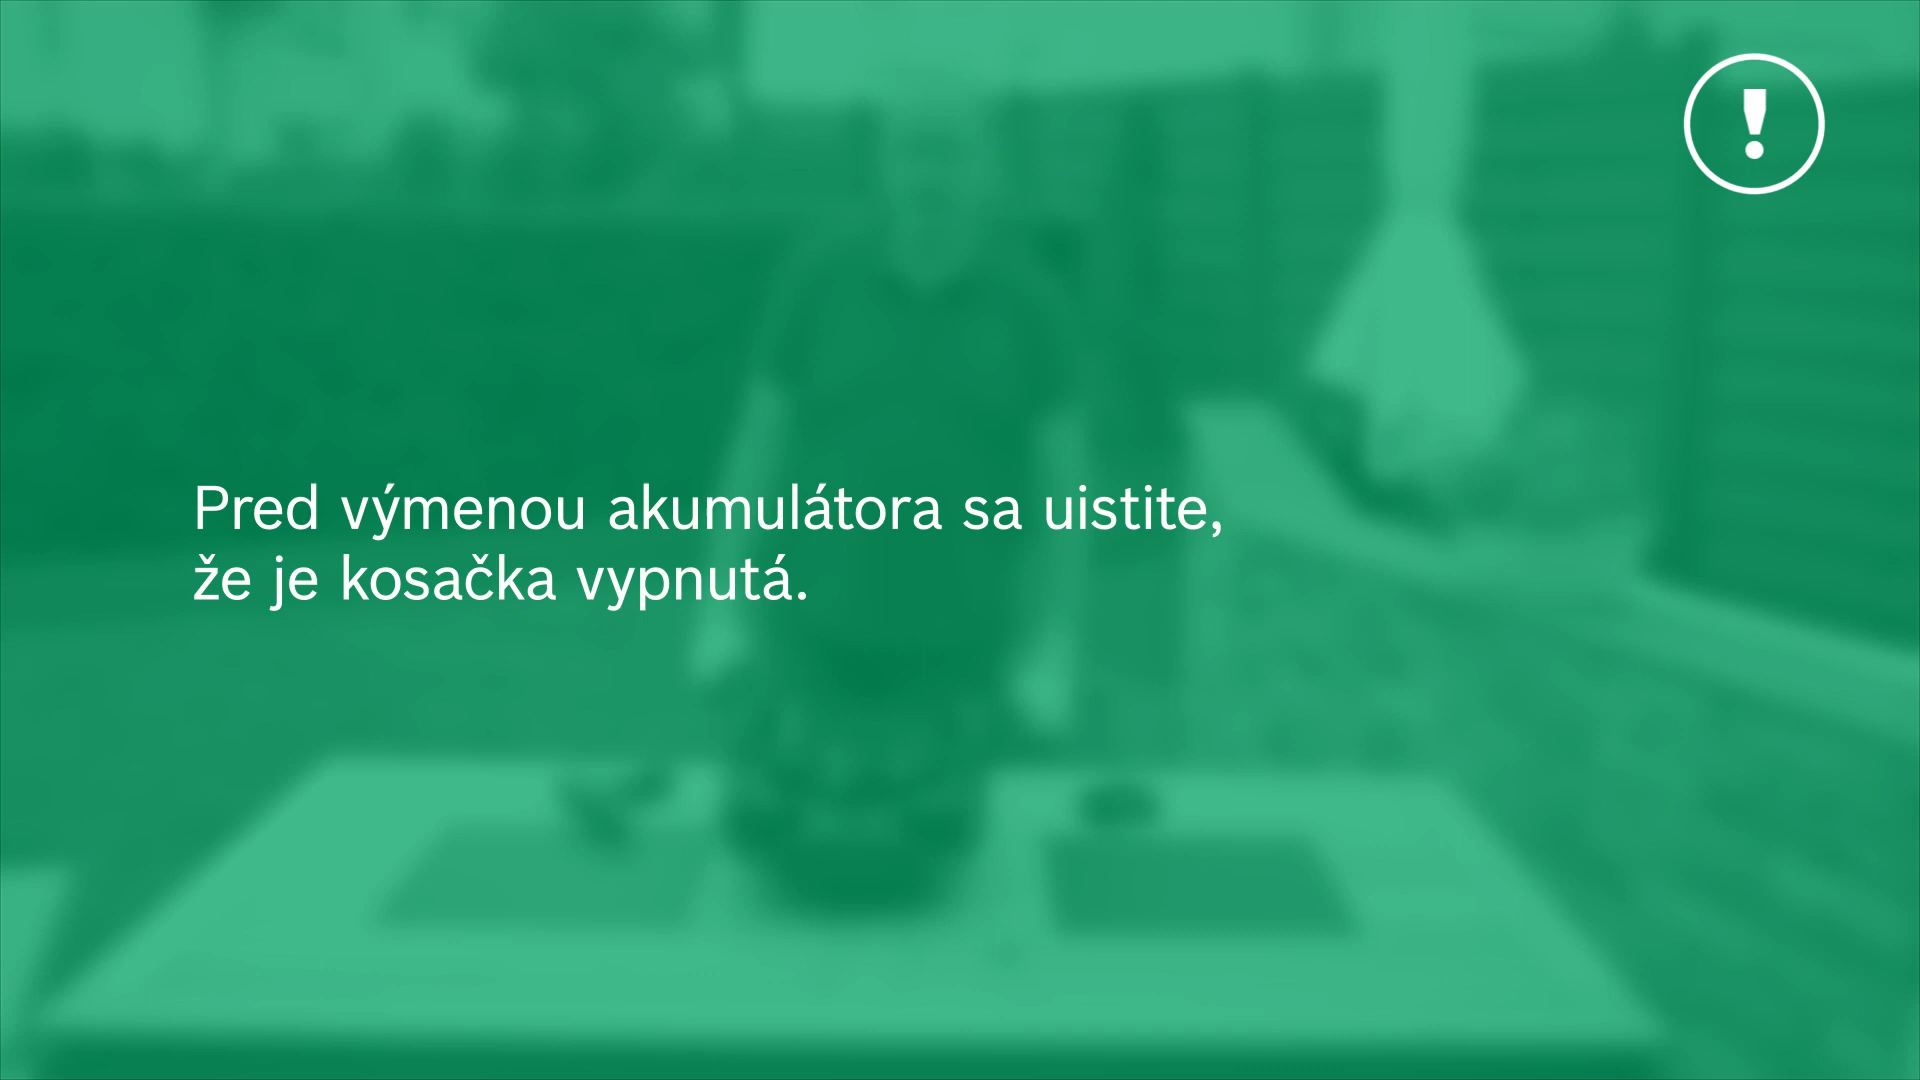 Pred výmenou akumulátora sa uistite,
že je kosačka vypnutá.